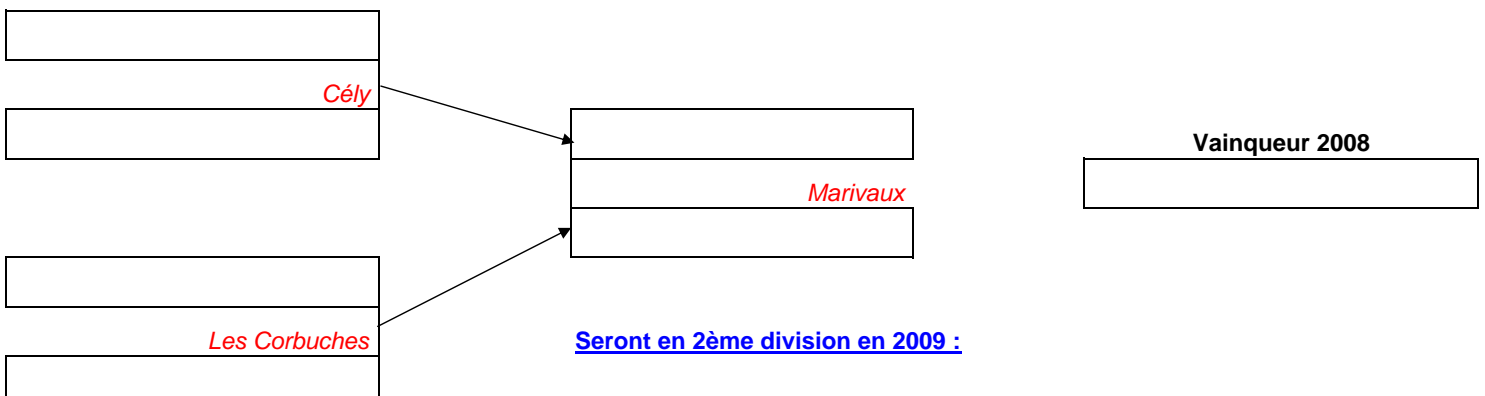 Cély
Vainqueur 2008
Marivaux
Les Corbuches
Seront en 2ème division en 2009 :